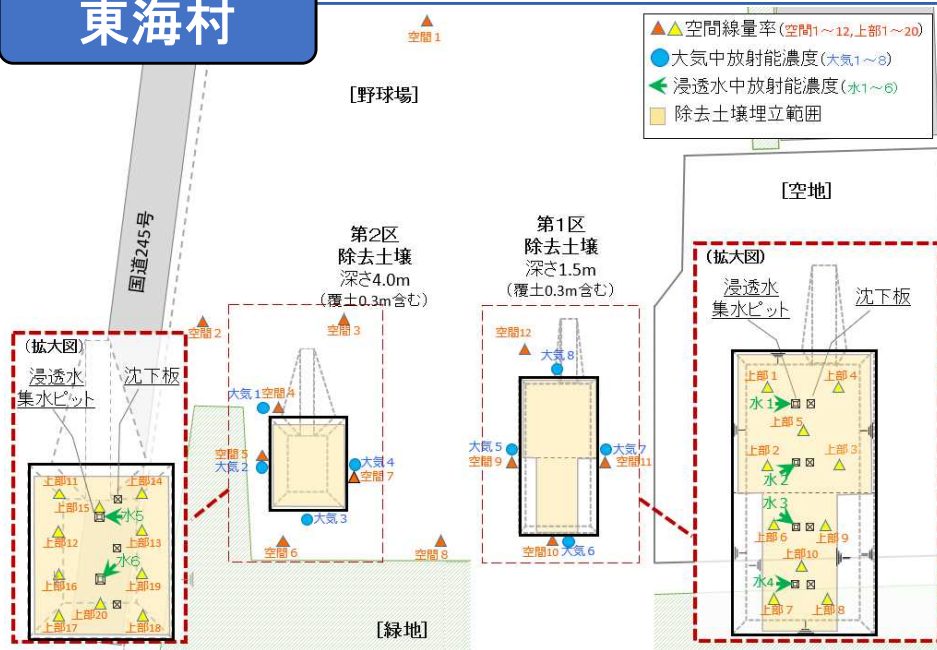 東海村
空間線量率(空間1～12,上部1～20)
大気中放射能濃度(大気1～8)
浸透水中放射能濃度(水1～6)
除去土壌埋立範囲
空間1
[野球場]
[空地]
国道245号
第2区
除去土壌
深さ4.0m
(覆土0.3m含む)
第1区
除去土壌
深さ1.5m
(覆土0.3m含む)
空間2
空間3
大気1
空間4
空間5
大気2
大気4
空間7
大気3
空間6
空間8
空間12
大気8
大気5
空間9
大気7
空間11
空間10
大気6
[緑地]
(拡大図)
浸透水
集水ピット
沈下板
上部11
上部14
上部15
水5
上部12
上部13
水6
上部16
上部19
上部20
上部17
上部18
(拡大図)
浸透水
集水ピット
沈下板
上部1
上部4
水1
上部5
上部2
上部3
水2
水3
上部6
上部9
上部10
水4
上部7
上部8